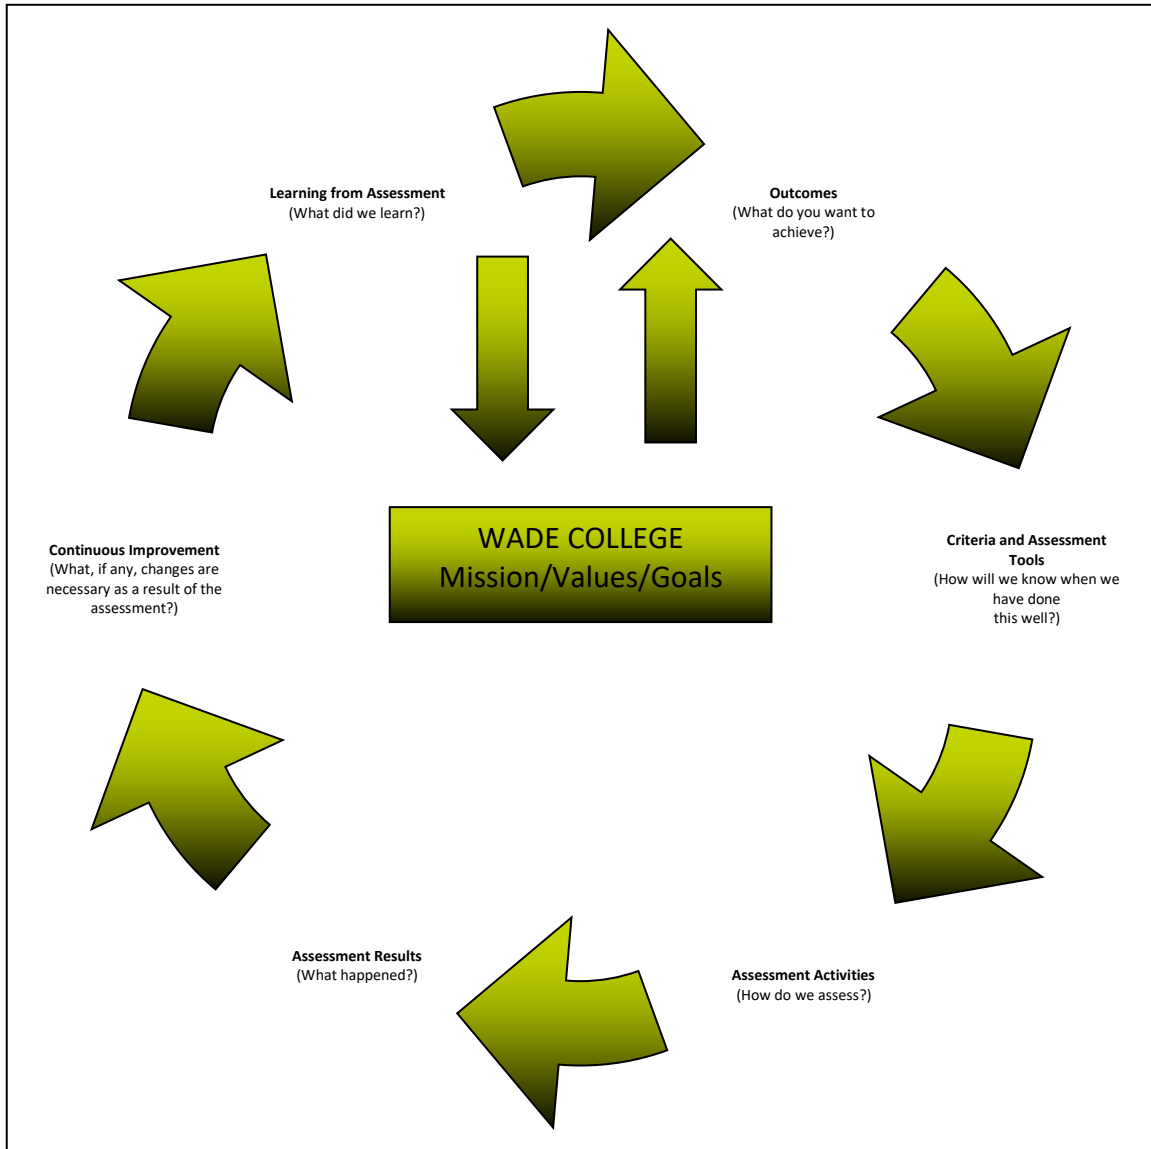 Learning from Assessment
(What did we learn?)
Outcomes
(What do you want to
achieve?)
WADE COLLEGE
Mission/Values/Goals
Continuous Improvement
(What, if any, changes are
necessary as a result of the
assessment?)
Criteria and Assessment
Tools
(How will we know when we
have done
this well?)
Assessment Results
(What happened?)
Assessment Activities
(How do we assess?)